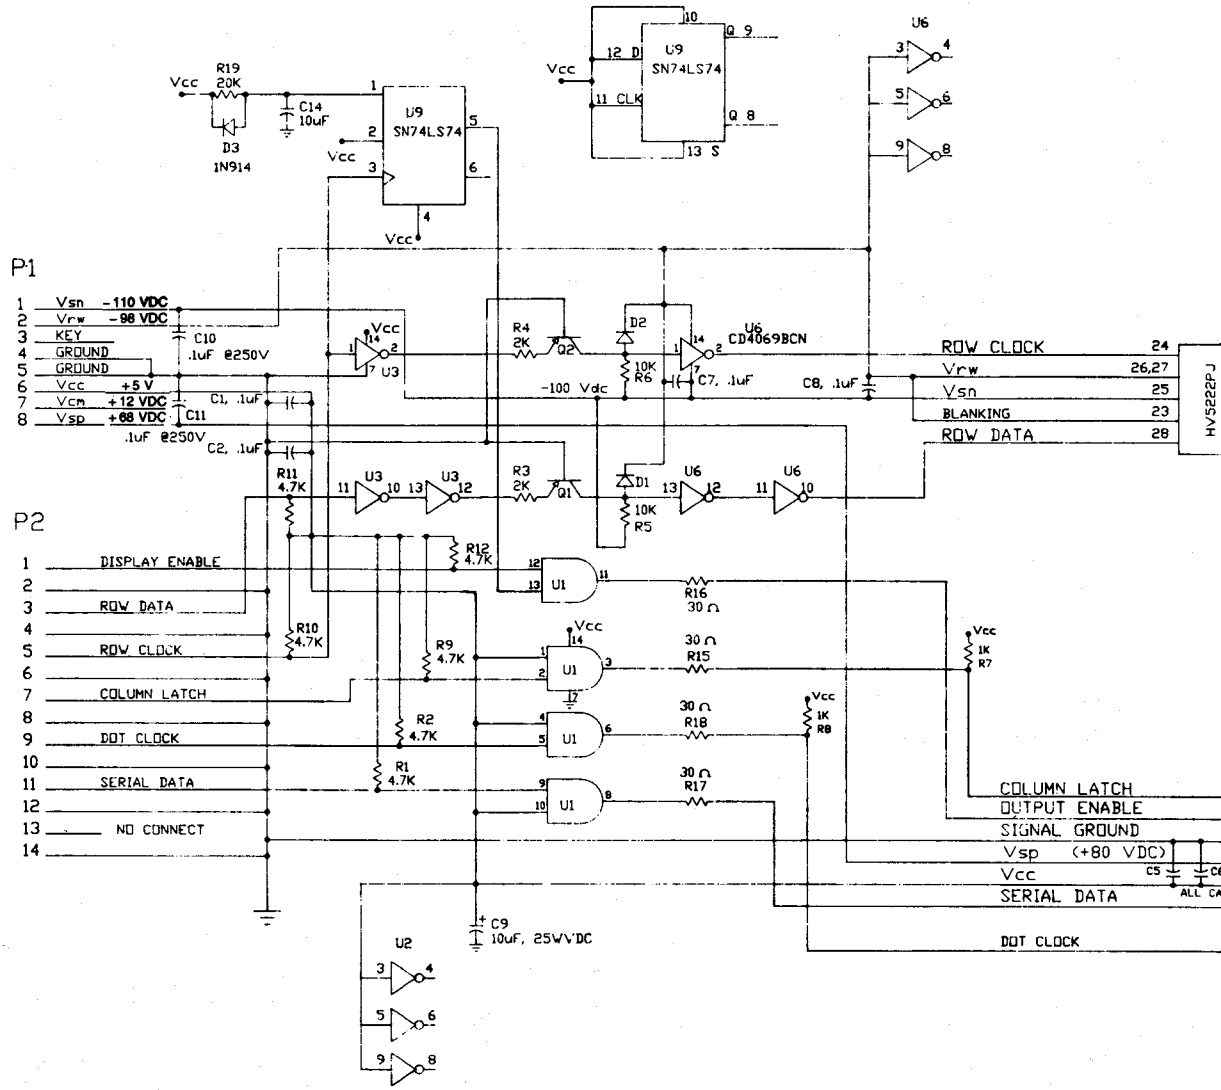 10
U6
Q 9
3
4
12 D
U9
SN74LS74
R19
20K
Vcc
1
Vcc
5
6
11 CLK
C14
10uF
U9
SN74LS74
5
Q 8
D3
1N914
2
Vcc
9
8
13 S
3
6
4
Vcc
P1
1 Vsn -110 VDC
2 Vrw -98 VDC
3 KEY
4 GROUND
5 GROUND
6 Vcc +5 V
7 Vcm +12 VDC
8 Vsp +68 VDC
C10
.1uF @250V
C11
.1uF @250V
C1, .1uF
C2, .1uF
Vcc
14
1
2
7
U3
R4
2K
Q2
D2
10K
R6
U6
CD4069BCN
14
1
2
7
C7, .1uF
C8, .1uF
-100 Vdc
ROW CLOCK 24
Vrw 26,27
Vsn 25
BLANKING 23
ROW DATA 28
HV5222PJ
R11
4.7K
U3
11
10
U3
13
12
R3
2K
Q1
D1
10K
R5
U6
13
12
U6
11
10
P2
1 DISPLAY ENABLE
2
3 ROW DATA
4
5 ROW CLOCK
6
7 COLUMN LATCH
8
9 DOT CLOCK
10
11 SERIAL DATA
12
13 NO CONNECT
14
R12
4.7K
12
13
U1
11
R16
30 Ω
R10
4.7K
R9
4.7K
Vcc
14
1
2
U1
3
7
30 Ω
R15
Vcc
1K
R7
R2
4.7K
4
5
U1
6
30 Ω
R18
Vcc
1K
R8
R1
4.7K
9
10
U1
8
30 Ω
R17
COLUMN LATCH
OUTPUT ENABLE
SIGNAL GROUND
Vsp (+80 VDC)
Vcc
C5
C6
ALL CA
SERIAL DATA
DOT CLOCK
+
C9
10uF, 25WVDC
U2
3
4
5
6
9
8